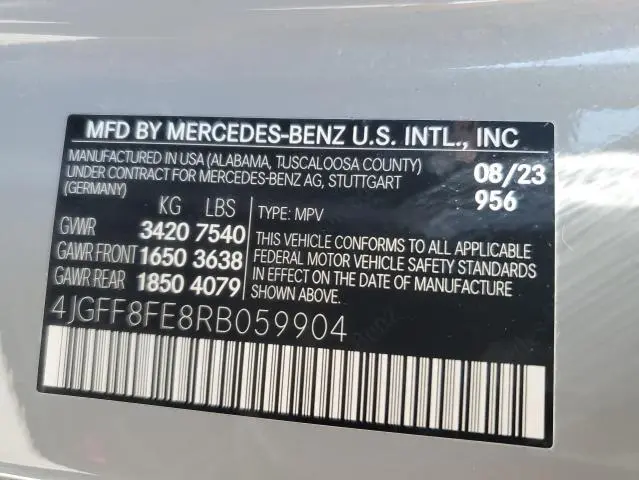 MFD BY MERCEDES-BENZ U.S. INTL., INC
MANUFACTURED IN USA (ALABAMA, TUSCALOOSA COUNTY)
UNDER CONTRACT FOR MERCEDES-BENZ AG, STUTTGART
(GERMANY)
08/23
956
KG LBS
GVWR 3420 7540
GAWR FRONT 1650 3638
GAWR REAR 1850 4079
TYPE: MPV
THIS VEHICLE CONFORMS TO ALL APPLICABLE
FEDERAL MOTOR VEHICLE SAFETY STANDARDS
IN EFFECT ON THE DATE OF MANUFACTURE
SHOWN ABOVE.
4JGFF8FE8RB059904